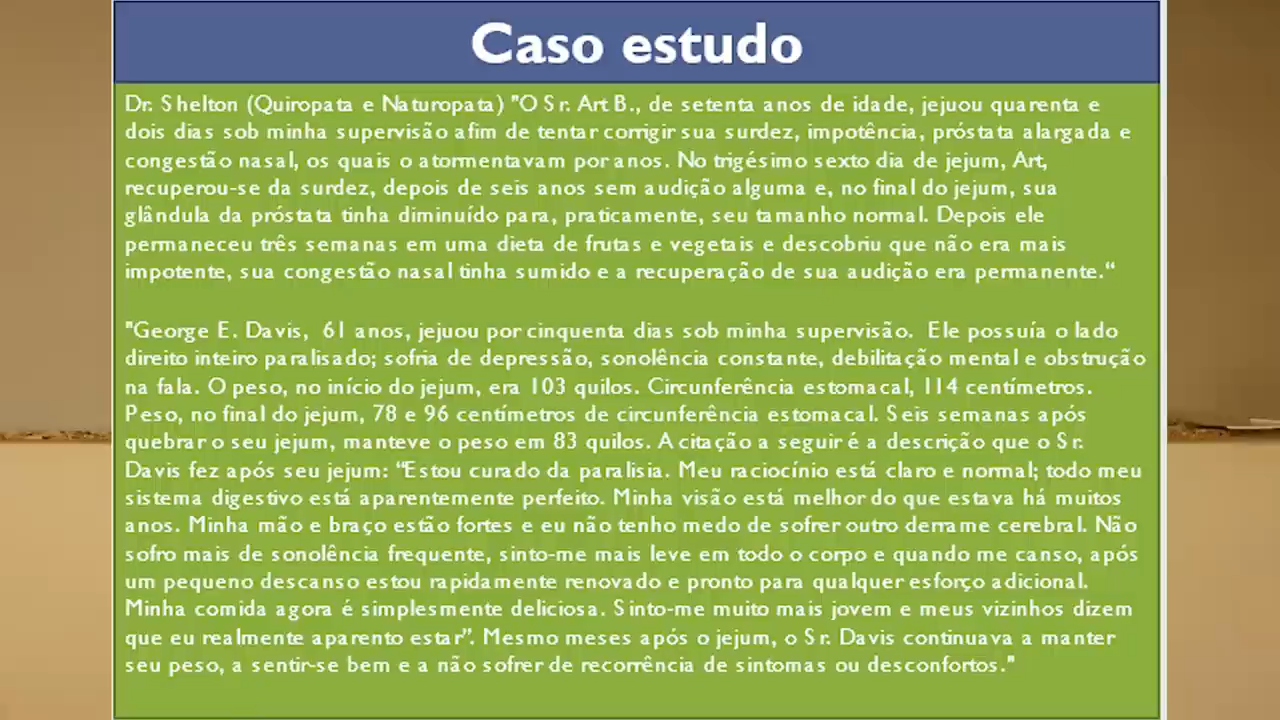 Caso estudo
Dr. Shelton (Quiropata e Naturopata) "O Sr. Art B., de setenta anos de idade, jejuou quarenta e
dois dias sob minha supervisão afim de tentar corrigir sua surdez, impotência, próstata alargada e
congestão nasal, os quais o atormentavam por anos. No trigésimo sexto dia de jejum, Art,
recuperou-se da surdez, depois de seis anos sem audição alguma e, no final do jejum, sua
glândula da próstata tinha diminuído para, praticamente, seu tamanho normal. Depois ele
permaneceu três semanas em uma dieta de frutas e vegetais e descobriu que não era mais
impotente, sua congestão nasal tinha sumido e a recuperação de sua audição era permanente.“
"George E. Davis, 61 anos, jejuou por cinquenta dias sob minha supervisão. Ele possuía o lado
direito inteiro paralisado; sofria de depressão, sonolência constante, debilitação mental e obstrução
na fala. O peso, no início do jejum, era 103 quilos. Circunferência estomacal, 114 centímetros.
Peso, no final do jejum, 78 e 96 centímetros de circunferência estomacal. Seis semanas após
quebrar o seu jejum, manteve o peso em 83 quilos. A citação a seguir é a descrição que o Sr.
Davis fez após seu jejum: “Estou curado da paralisia. Meu raciocínio está claro e normal; todo meu
sistema digestivo está aparentemente perfeito. Minha visão está melhor do que estava há muitos
anos. Minha mão e braço estão fortes e eu não tenho medo de sofrer outro derrame cerebral. Não
sofro mais de sonolência frequente, sinto-me mais leve em todo o corpo e quando me canso, após
um pequeno descanso estou rapidamente renovado e pronto para qualquer esforço adicional.
Minha comida agora é simplesmente deliciosa. Sinto-me muito mais jovem e meus vizinhos dizem
que eu realmente aparento estar”. Mesmo meses após o jejum, o Sr. Davis continuava a manter
seu peso, a sentir-se bem e a não sofrer de recorrência de sintomas ou desconfortos."